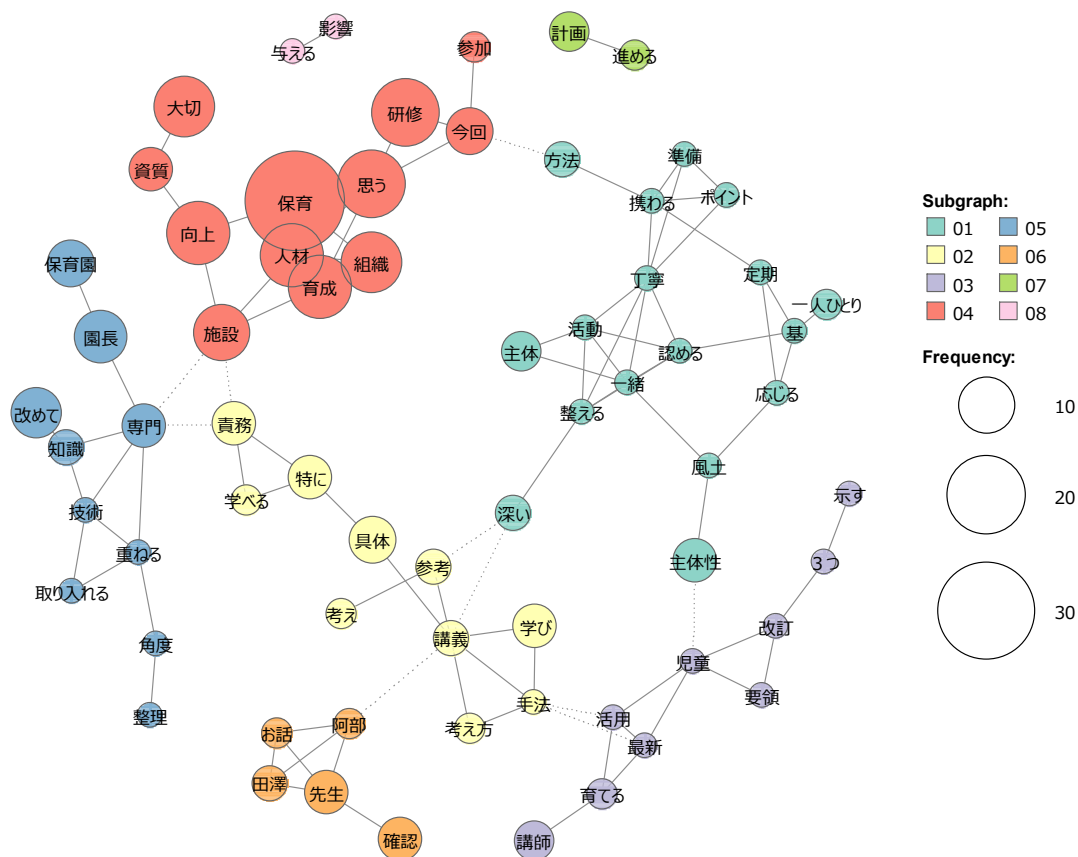 影響
与える
計画
進める
参加
大切
研修
今回
資質
方法
準備
思う
ポイント
携わる
保育
向上
人材
組織
育成
保育園
定期
丁寧
一人ひとり
園長
施設
活動
基
主体
認める
一緒
応じる
整える
改めて
専門
責務
知識
風土
特に
学べる
示す
技術
深い
具体
重ねる
参考
主体性
3つ
取り入れる
考え
学び
改訂
角度
講義
児童
要領
手法
整理
活用
お話
阿部
考え方
最新
田澤
先生
育てる
確認
講師
Subgraph:
01 05
02 06
03 07
04 08
Frequency:
10
20
30